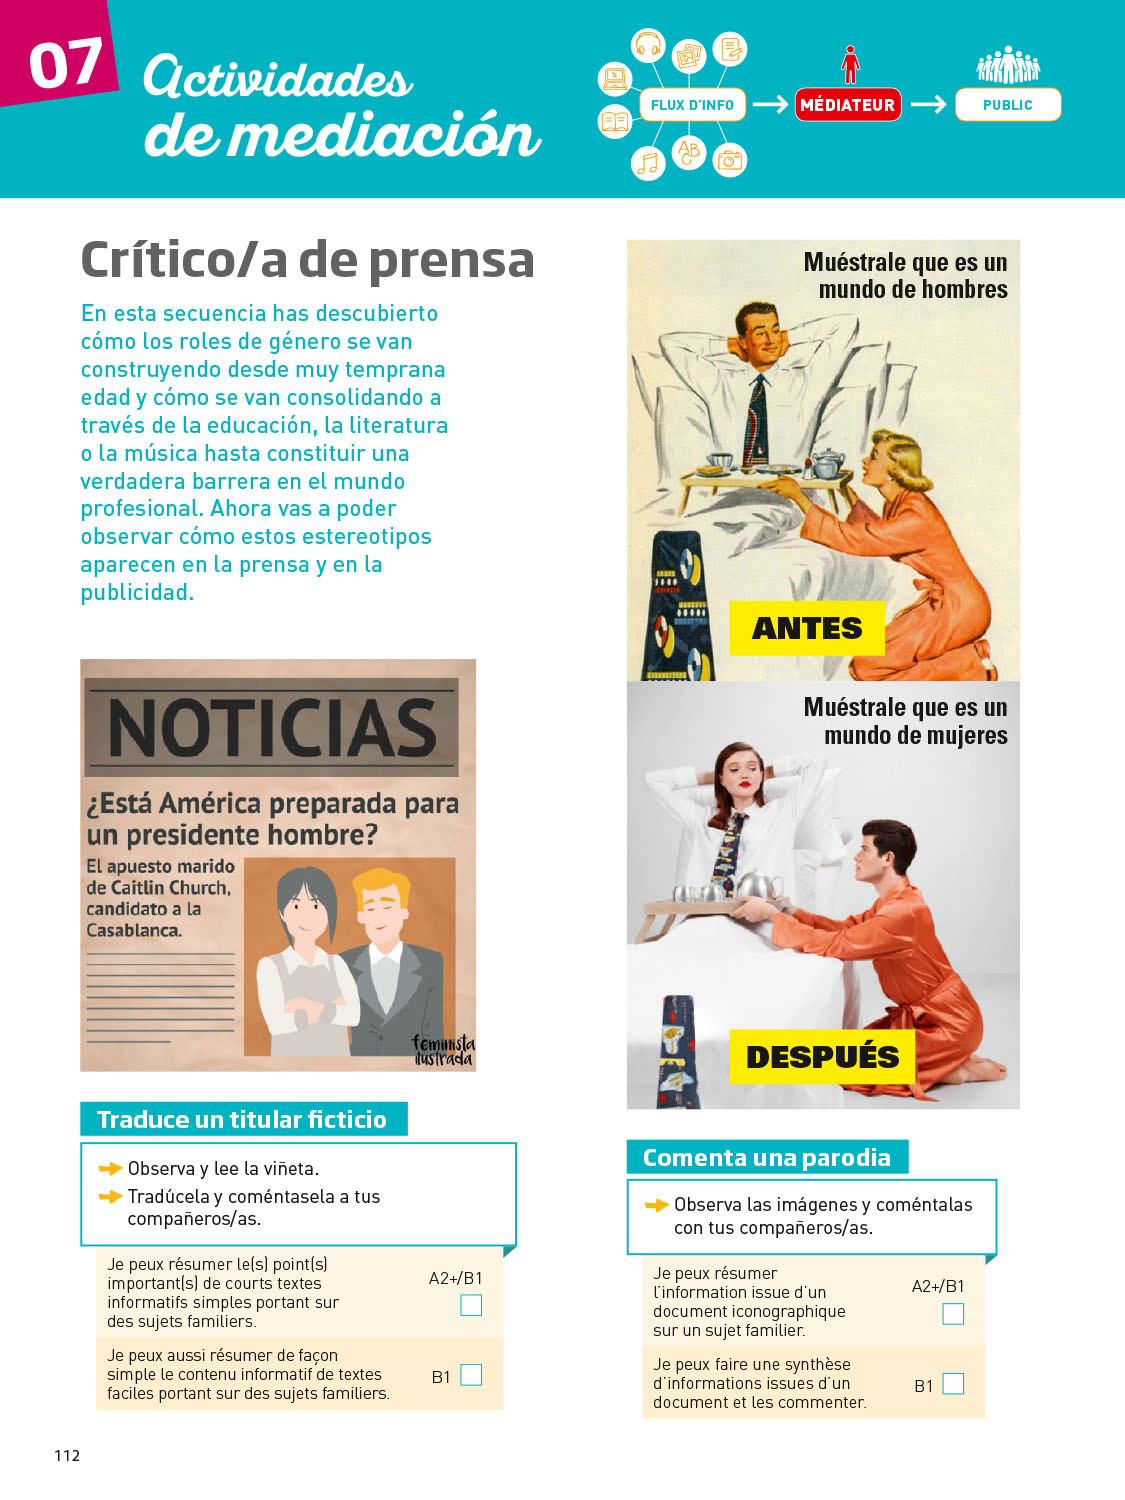 07
Actividades
de mediación
FLUX D'INFO
MÉDIATEUR
PUBLIC
AB
C
Crítico/a de prensa
En esta secuencia has descubierto
cómo los roles de género se van
construyendo desde muy temprana
edad y cómo se van consolidando a
través de la educación, la literatura
o la música hasta constituir una
verdadera barrera en el mundo
profesional. Ahora vas a poder
observar cómo estos estereotipos
aparecen en la prensa y en la
publicidad.
NOTICIAS
¿Está América preparada para
un presidente hombre?
El apuesto marido
de Caitlin Church,
candidato a la
Casablanca.
feminista
ilustrada
Traduce un titular ficticio
Observa y lee la viñeta.
Tradúcela y coméntasela a tus
compañeros/as.
Je peux résumer le(s) point(s)
important(s) de courts textes
informatifs simples portant sur
des sujets familiers.
A2+/B1
Je peux aussi résumer de façon
simple le contenu informatif de textes
faciles portant sur des sujets familiers.
B1
Muéstrale que es un
mundo de hombres
ANTES
Muéstrale que es un
mundo de mujeres
DESPUÉS
Comenta una parodia
Observa las imágenes y coméntalas
con tus compañeros/as.
Je peux résumer
l'information issue d'un
document iconographique
sur un sujet familier.
A2+/B1
Je peux faire une synthèse
d'informations issues d'un
document et les commenter.
B1
112